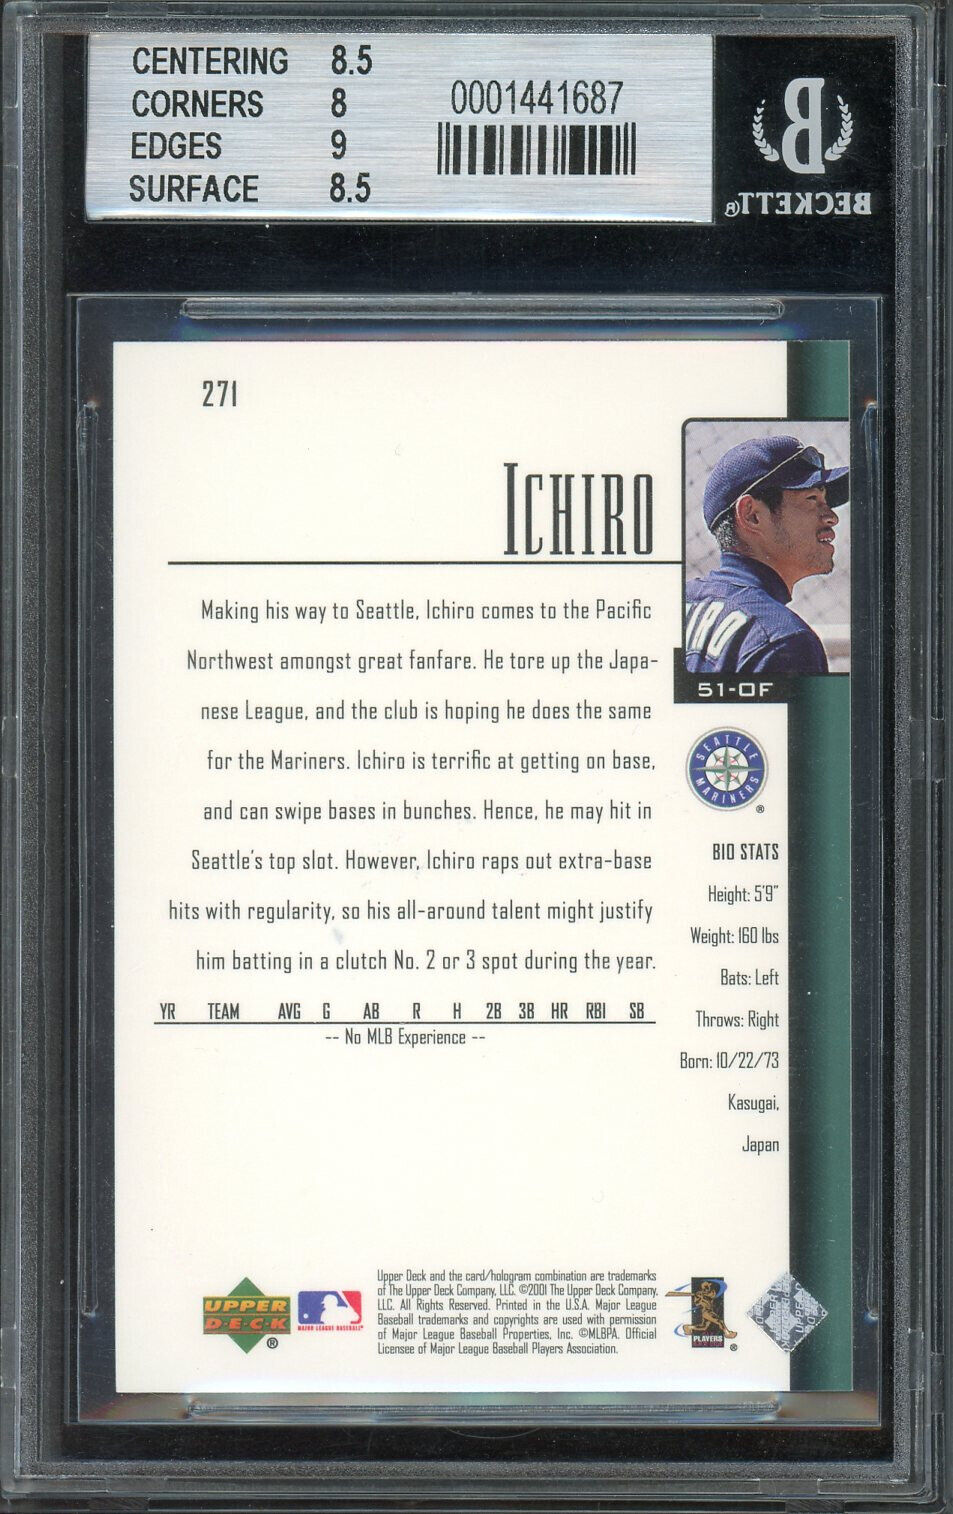 CENTERING 8.5
CORNERS 8
EDGES 9
SURFACE 8.5
0001441687
B
BECKETT®
271
ICHIRO
Making his way to Seattle, Ichiro comes to the Pacific
Northwest amongst great fanfare. He tore up the Japa-
nese League, and the club is hoping he does the same
for the Mariners. Ichiro is terrific at getting on base,
and can swipe bases in bunches. Hence, he may hit in
Seattle's top slot. However, Ichiro raps out extra-base
hits with regularity, so his all-around talent might justify
him batting in a clutch No. 2 or 3 spot during the year.
YR TEAM AVG G AB R H 2B 3B HR RBI SB
-- No MLB Experience --
51-OF
SEATTLE
MARINERS
®
BIO STATS
Height: 5'9"
Weight: 160 lbs
Bats: Left
Throws: Right
Born: 10/22/73
Kasugai,
Japan
UPPER
DECK
®
MAJOR LEAGUE BASEBALL®
Upper Deck and the card/hologram combination are trademarks
of The Upper Deck Company, LLC. ©2001 The Upper Deck Company,
LLC. All Rights Reserved. Printed in the U.S.A. Major League
Baseball trademarks and copyrights are used with permission
of Major League Baseball Properties, Inc. ©MLBPA. Official
Licensee of Major League Baseball Players Association.
PLAYERS
®